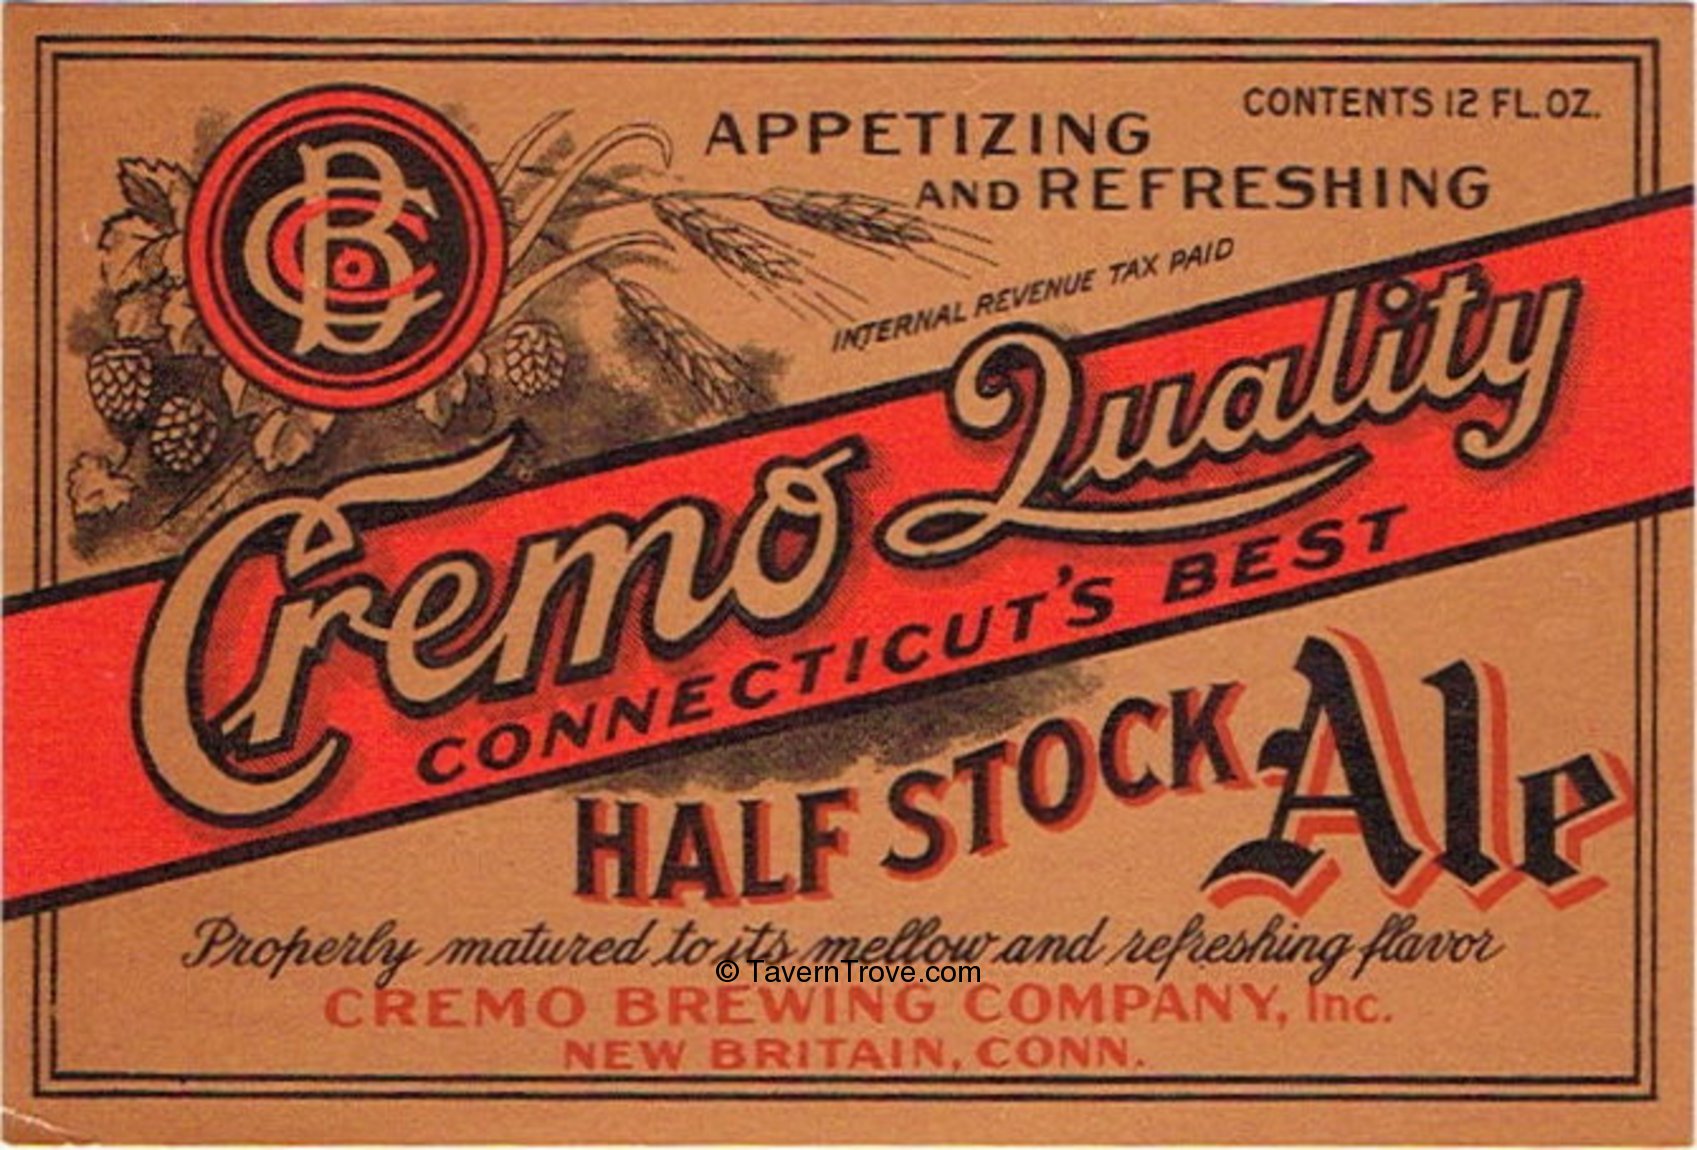 CBC
CONTENTS 12 FL. OZ.
APPETIZING
AND REFRESHING
INTERNAL REVENUE TAX PAID
Cremo Quality
CONNECTICUT'S BEST
HALF STOCK Ale
Properly matured to its mellow and refreshing flavor
© TavernTrove.com
CREMO BREWING COMPANY, Inc.
NEW BRITAIN, CONN.